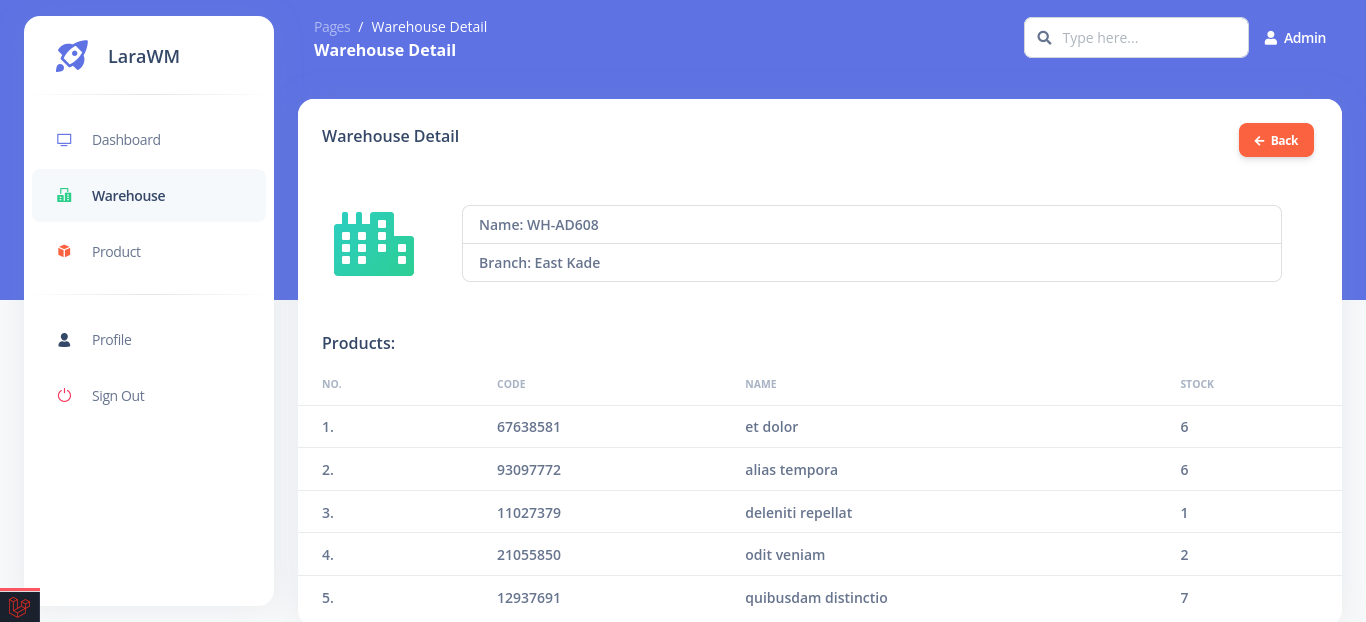 LaraWM
Dashboard
Warehouse
Product
Profile
Sign Out
Pages / Warehouse Detail
Warehouse Detail
Type here...
Admin
Warehouse Detail
Back
Name: WH-AD608
Branch: East Kade
Products:
NO. CODE NAME STOCK
1. 67638581 et dolor 6
2. 93097772 alias tempora 6
3. 11027379 deleniti repellat 1
4. 21055850 odit veniam 2
5. 12937691 quibusdam distinctio 7